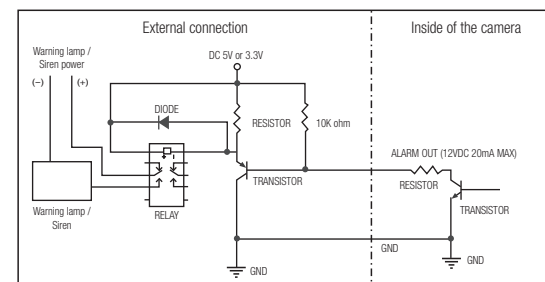 External connection
Inside of the camera
Warning lamp /
Siren power
(−)
(+)
DC 5V or 3.3V
DIODE
RESISTOR
10K ohm
+
ALARM OUT (12VDC 20mA MAX)
TRANSISTOR
RESISTOR
Warning lamp /
Siren
RELAY
TRANSISTOR
GND
GND
GND